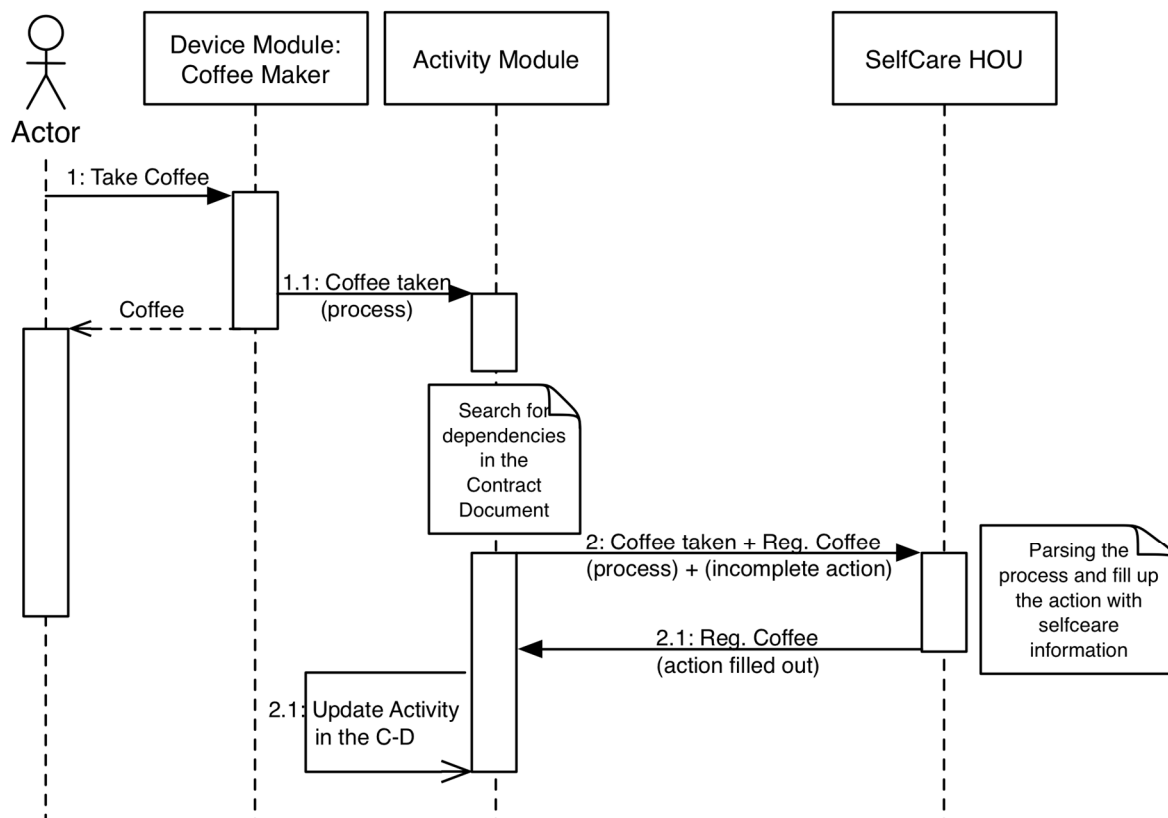 Device Module:
Coffee Maker
Activity Module
SelfCare HOU
Actor
1: Take Coffee
1.1: Coffee taken
(process)
Coffee
Search for
dependencies
in the
Contract
Document
2: Coffee taken + Reg. Coffee
(process) + (incomplete action)
Parsing the
process and fill up
the action with
selfceare
information
2.1: Reg. Coffee
(action filled out)
2.1: Update Activity
in the C-D